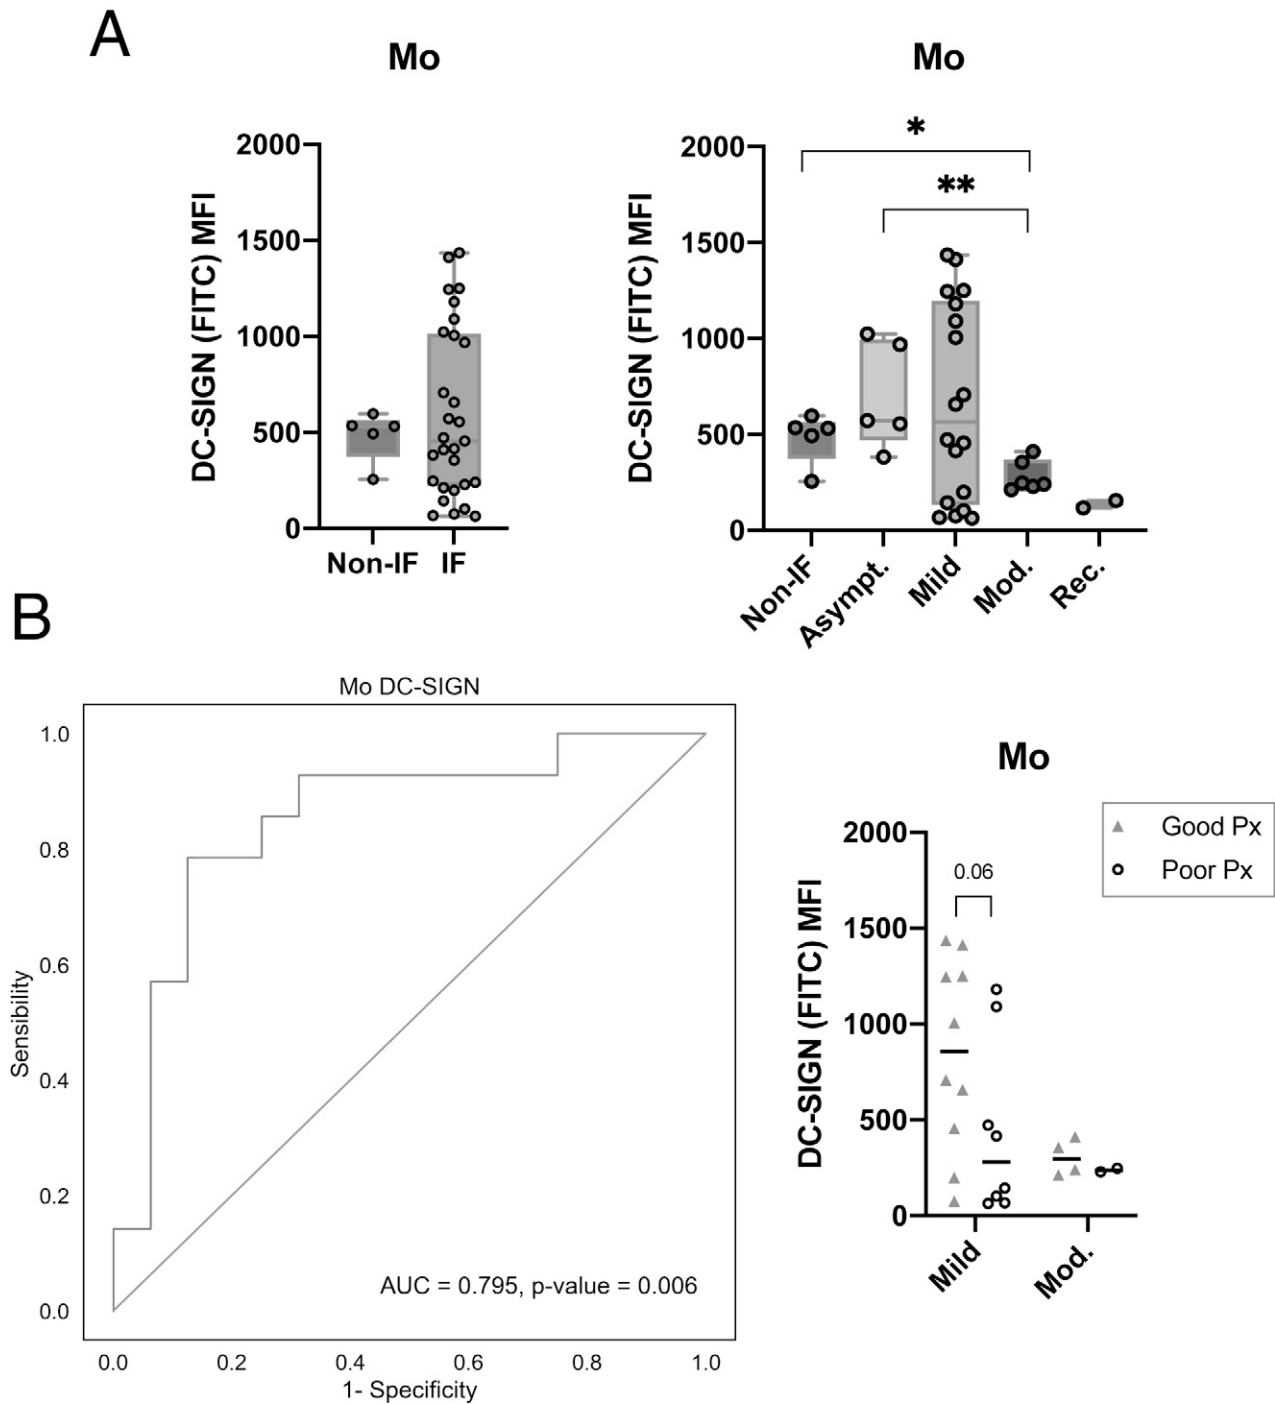 A
Mo
DC-SIGN (FITC) MFI
2000
1500
1000
500
0
Non-IF IF
Mo
DC-SIGN (FITC) MFI
2000
1500
1000
500
0
*
**
Non-IF
Asympt.
Mild
Mod.
Rec.
B
Mo DC-SIGN
Sensibility
1.0
0.8
0.6
0.4
0.2
0.0
AUC = 0.795, p-value = 0.006
0.0 0.2 0.4 0.6 0.8 1.0
1- Specificity
Mo
Good Px
Poor Px
DC-SIGN (FITC) MFI
2000
1500
1000
500
0
0.06
Mild
Mod.